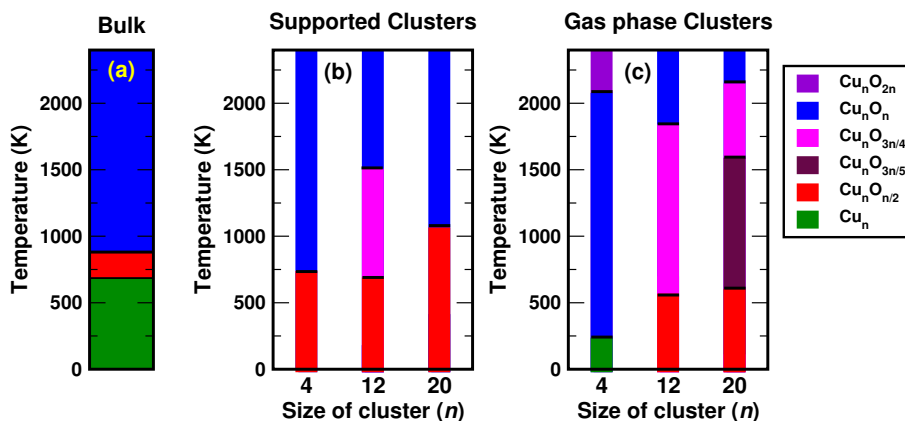 Bulk
Supported Clusters
Gas phase Clusters
(a)
(b)
(c)
Temperature (K)
2000
1500
1000
500
0
Temperature (K)
2000
1500
1000
500
0
4 12 20
Size of cluster (n)
Temperature (K)
2000
1500
1000
500
0
4 12 20
Size of cluster (n)
CuₙO₂ₙ
CuₙOₙ
CuₙO₃ₙ/₄
CuₙO₃ₙ/₅
CuₙOₙ/₂
Cuₙ